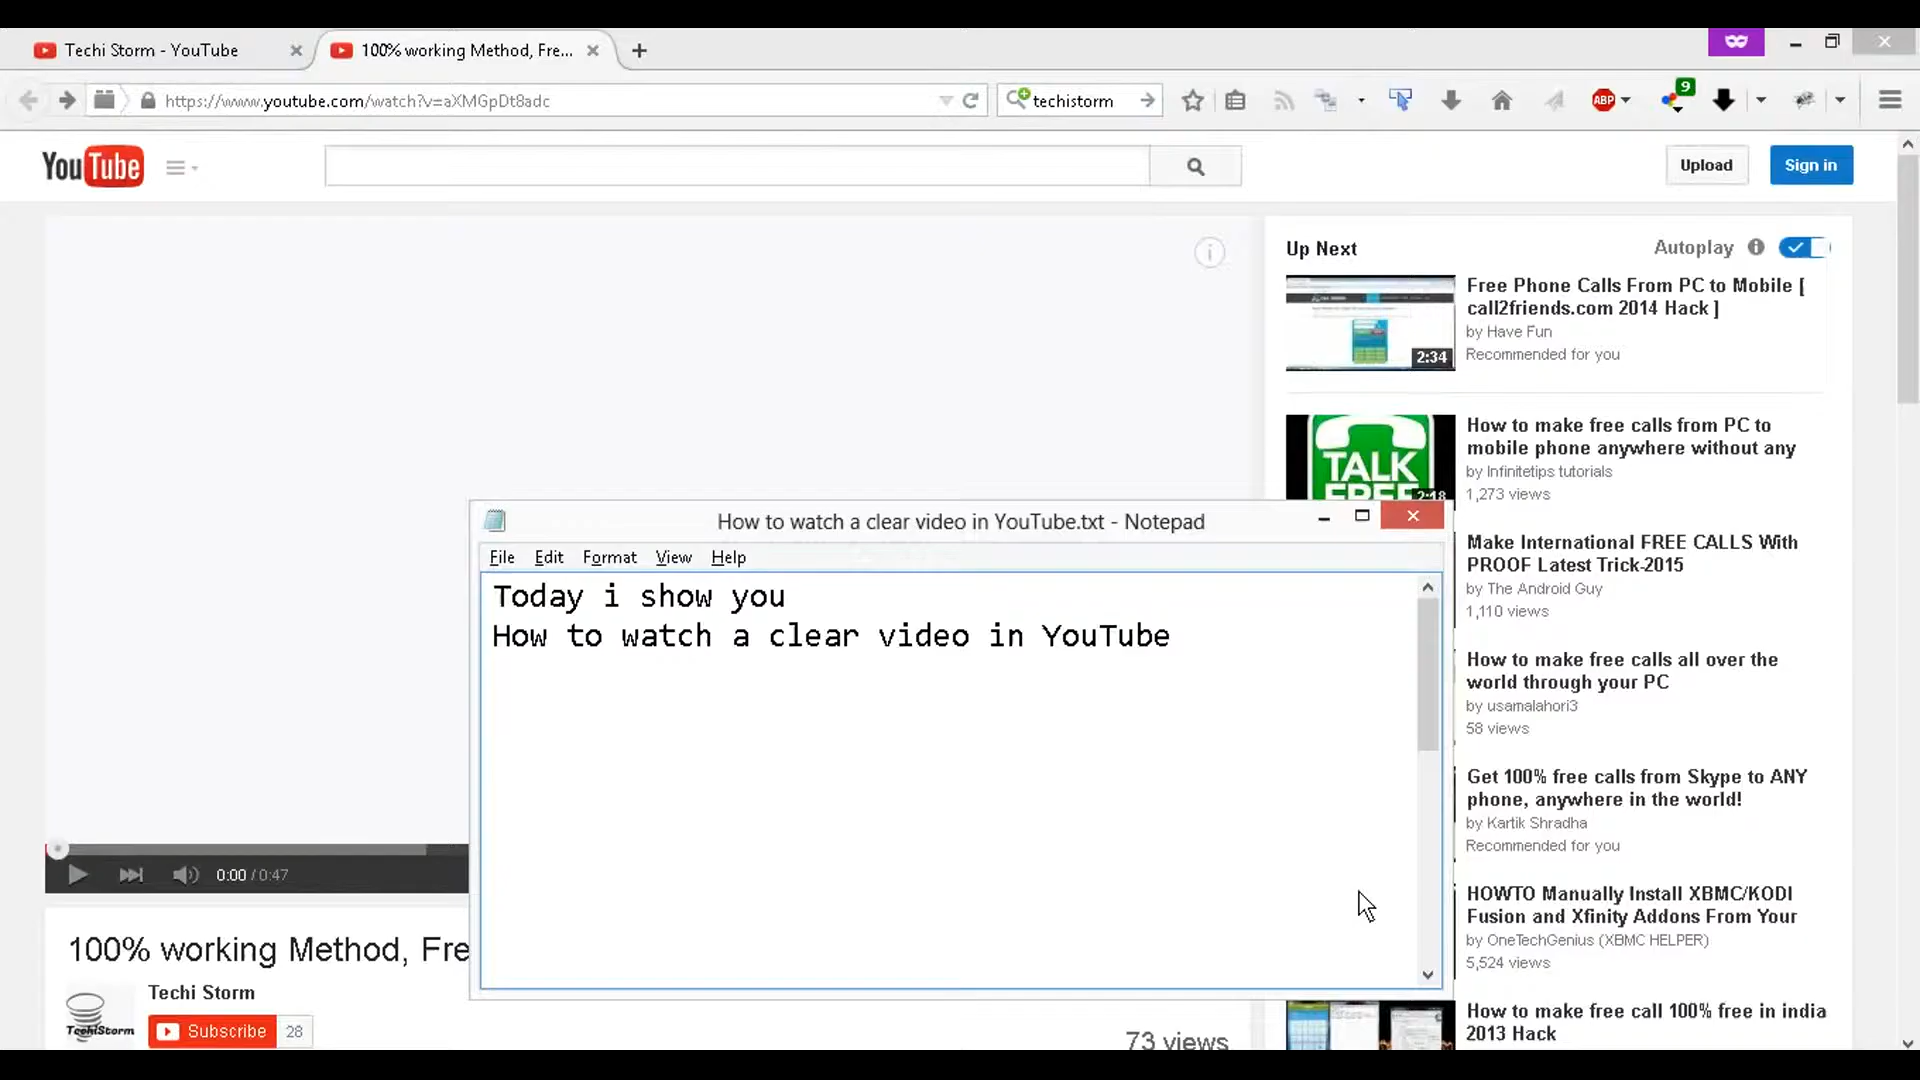 Techi Storm - YouTube
100% working Method, Fre...
https://www.youtube.com/watch?v=aXMGpDt8adc
techistorm
ABP
9
YouTube
Upload
Sign in
Up Next
Autoplay
2:34
Free Phone Calls From PC to Mobile [
call2friends.com 2014 Hack ]
by Have Fun
Recommended for you
TALK
FREE
2:18
How to make free calls from PC to
mobile phone anywhere without any
by Infinitetips tutorials
1,273 views
How to watch a clear video in YouTube.txt - Notepad
File Edit Format View Help
Today i show you
How to watch a clear video in YouTube
Make International FREE CALLS With
PROOF Latest Trick-2015
by The Android Guy
1,110 views
How to make free calls all over the
world through your PC
by usamalahori3
58 views
Get 100% free calls from Skype to ANY
phone, anywhere in the world!
by Kartik Shradha
Recommended for you
HOWTO Manually Install XBMC/KODI
Fusion and Xfinity Addons From Your
by OneTechGenius (XBMC HELPER)
5,524 views
How to make free call 100% free in india
2013 Hack
0:00 / 0:47
100% working Method, Fre
Techi Storm
TechiStorm
Subscribe 28
73 views